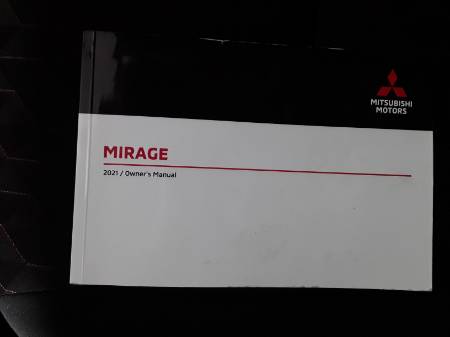 MITSUBISHI
MOTORS
MIRAGE
2021 / Owner's Manual